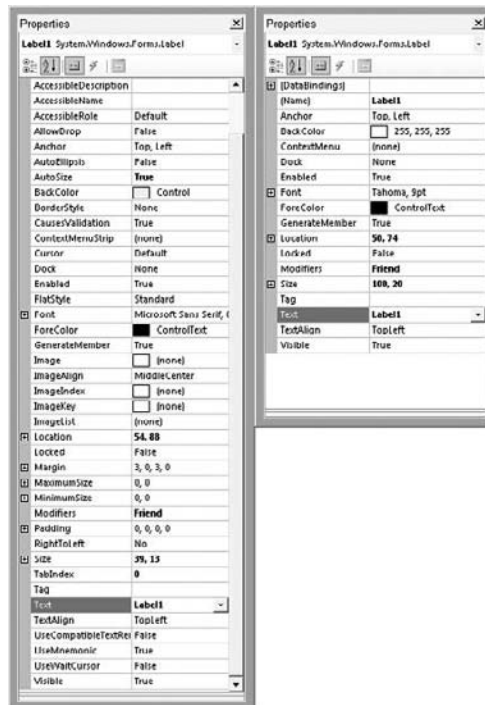 Properties
Label1 System.Windows.Forms.Label
AccessibleDescription
AccessibleName
AccessibleRole Default
AllowDrop False
Anchor Top, Left
AutoEllipsis False
AutoSize True
BackColor Control
BorderStyle None
CausesValidation True
ContextMenuStrip (none)
Cursor Default
Dock None
Enabled True
FlatStyle Standard
Font Microsoft Sans Serif,
ForeColor ControlText
GenerateMember True
Image (none)
ImageAlign MiddleCenter
ImageIndex (none)
ImageKey (none)
ImageList (none)
Location 54, 88
Locked False
Margin 3, 0, 3, 0
MaximumSize 0, 0
MinimumSize 0, 0
Modifiers Friend
Padding 0, 0, 0, 0
RightToLeft No
Size 39, 13
TabIndex 0
Tag
Text Label1
TextAlign TopLeft
UseCompatibleTextRe False
UseMnemonic True
UseWaitCursor False
Visible True
Properties
Label1 System.Windows.Forms.Label
(DataBindings)
(Name) Label1
Anchor Top, Left
BackColor 255, 255, 255
ContextMenu (none)
Dock None
Enabled True
Font Tahoma, 9pt
ForeColor ControlText
GenerateMember True
Location 50, 74
Locked False
Modifiers Friend
Size 100, 20
Tag
Text Label1
TextAlign TopLeft
Visible True